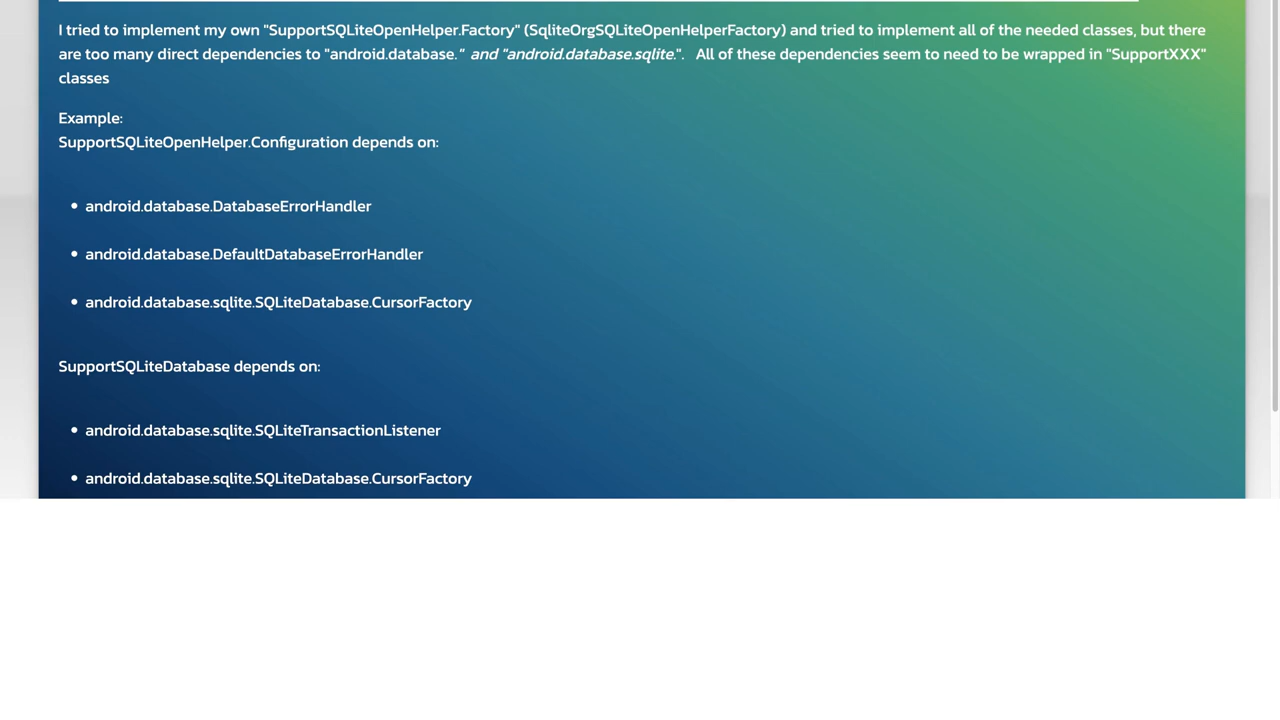 I tried to implement my own "SupportSQLiteOpenHelper.Factory" (SqliteOrgSQLiteOpenHelperFactory) and tried to implement all of the needed classes, but there
are too many direct dependencies to "android.database." and "android.database.sqlite.". All of these dependencies seem to need to be wrapped in "SupportXXX"
classes
Example:
SupportSQLiteOpenHelper.Configuration depends on:
• android.database.DatabaseErrorHandler
• android.database.DefaultDatabaseErrorHandler
• android.database.sqlite.SQLiteDatabase.CursorFactory
SupportSQLiteDatabase depends on:
• android.database.sqlite.SQLiteTransactionListener
• android.database.sqlite.SQLiteDatabase.CursorFactory